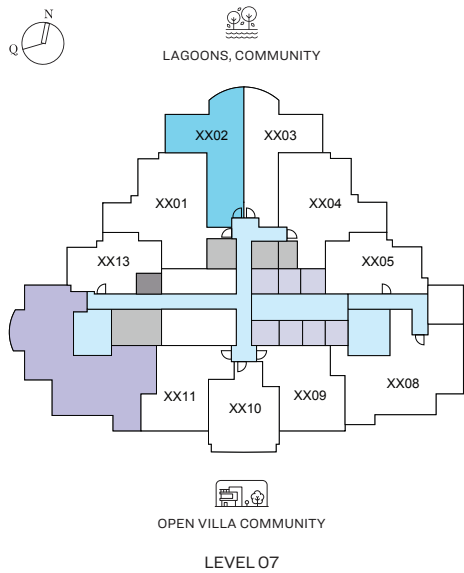 N
Q
LAGOONS, COMMUNITY
XX02
XX03
XX01
XX04
XX13
XX05
XX11
XX10
XX09
XX08
OPEN VILLA COMMUNITY
LEVEL 07